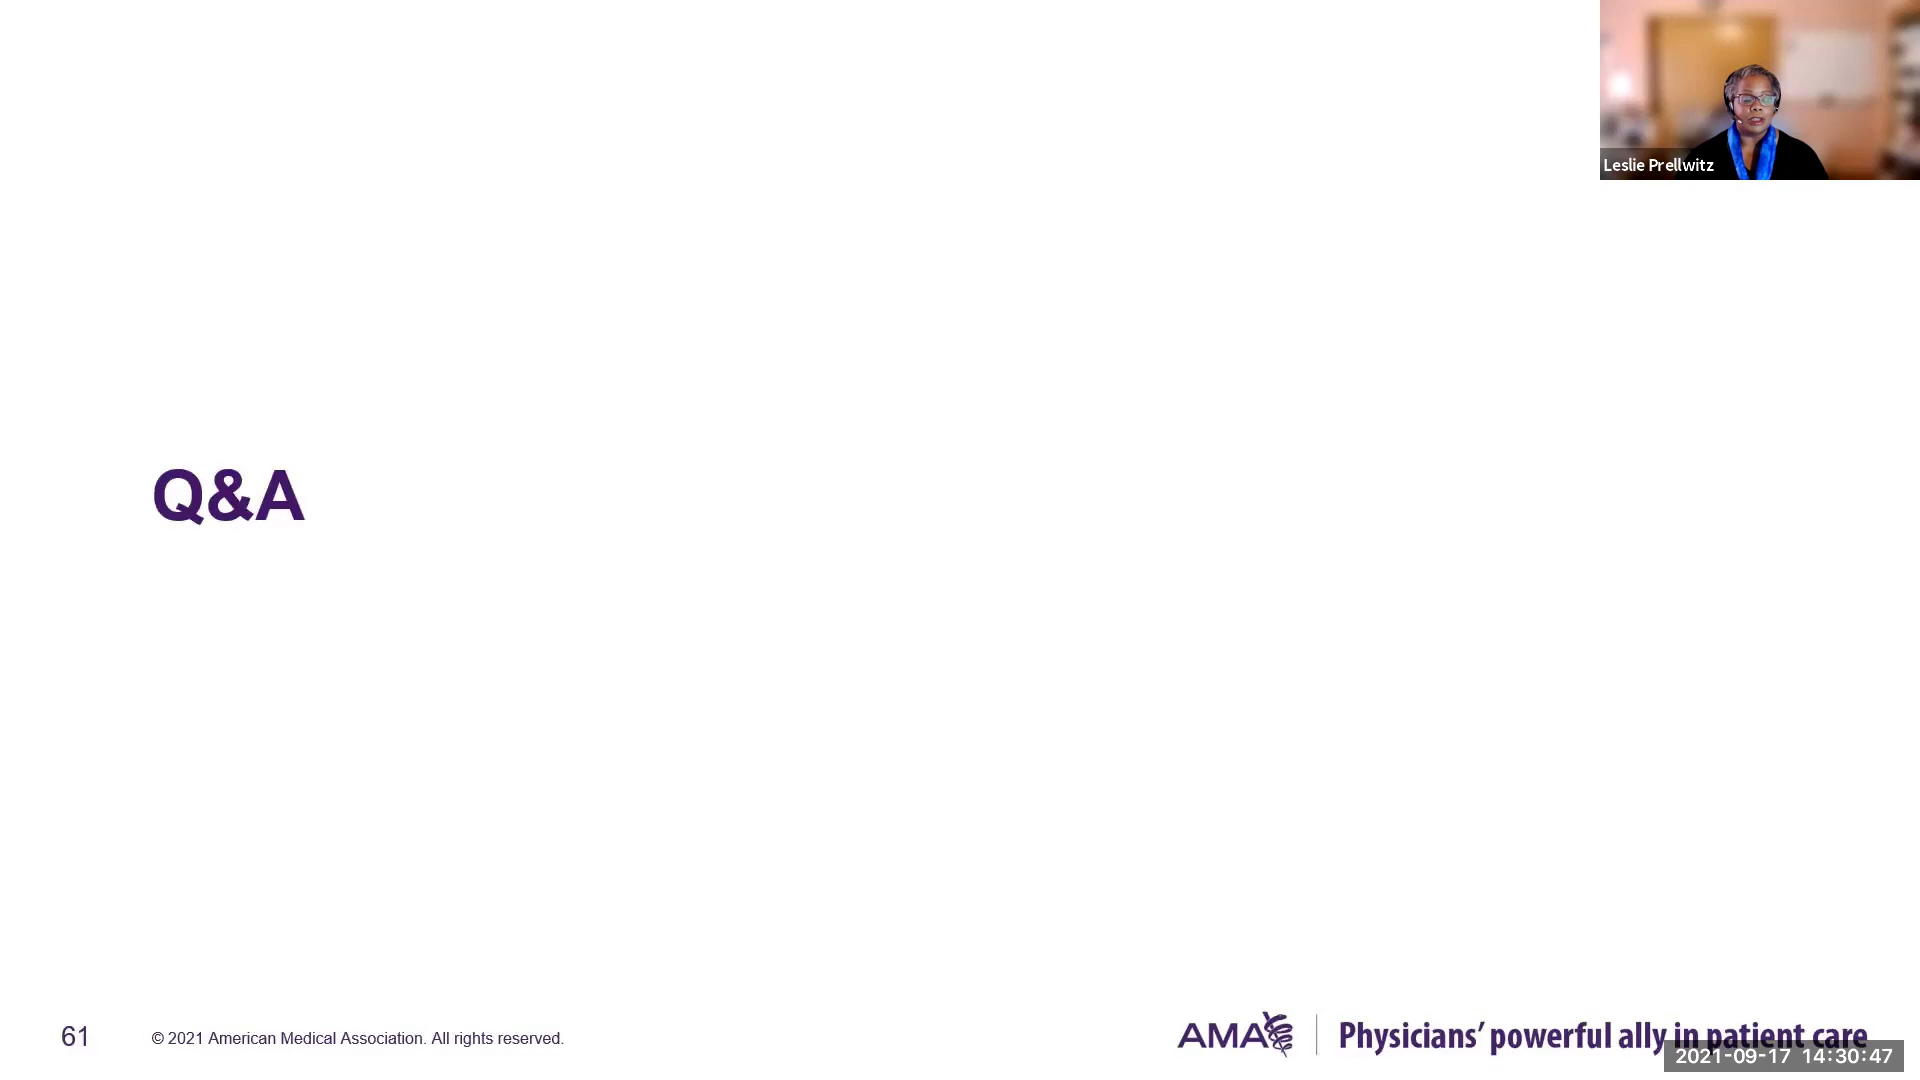 Leslie Prellwitz
Q&A
61
© 2021 American Medical Association. All rights reserved.
AMA
Physicians’ powerful ally in patient care
2021-09-17 14:30:47